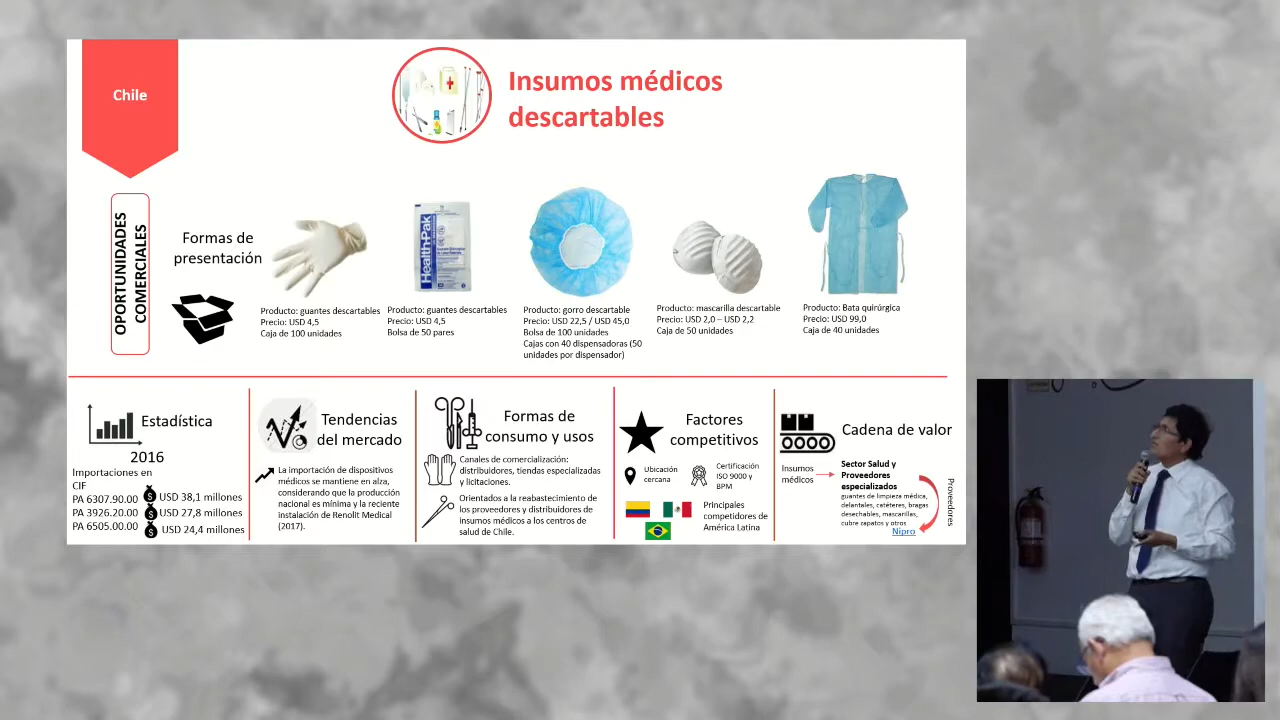 Chile
Insumos médicos
descartables
OPORTUNIDADES
COMERCIALES
Formas de
presentación
Health-Pak
Producto: guantes descartables
Precio: USD 4,5
Caja de 100 unidades
Producto: guantes descartables
Precio: USD 4,5
Bolsa de 50 pares
Producto: gorro descartable
Precio: USD 22,5 / USD 45,0
Bolsa de 100 unidades
Cajas con 40 dispensadoras (50
unidades por dispensador)
Producto: mascarilla descartable
Precio: USD 2,0 – USD 2,2
Caja de 50 unidades
Producto: Bata quirúrgica
Precio: USD 99,0
Caja de 40 unidades
Estadística
2016
Importaciones en
CIF
PA 6307.90.00 USD 38,1 millones
PA 3926.20.00 USD 27,8 millones
PA 6505.00.00 USD 24,4 millones
Tendencias
del mercado
La importación de dispositivos
médicos se mantiene en alza,
considerando que la producción
nacional es mínima y la reciente
instalación de Renolit Medical
(2017).
Formas de
consumo y usos
Canales de comercialización:
distribuidores, tiendas especializadas
y licitaciones.
Orientados a la reabastecimiento de
los proveedores y distribuidores de
insumos médicos a los centros de
salud de Chile.
Factores
competitivos
Ubicación
cercana
Certificación
ISO 9000 y
BPM
Principales
competidores de
América Latina
Cadena de valor
Insumos
médicos
Sector Salud y
Proveedores
especializados
guantes de limpieza médica,
delantales, catéteres, bragas
desechables, mascarillas,
cubre zapatos y otros
Nipro
Proveedores